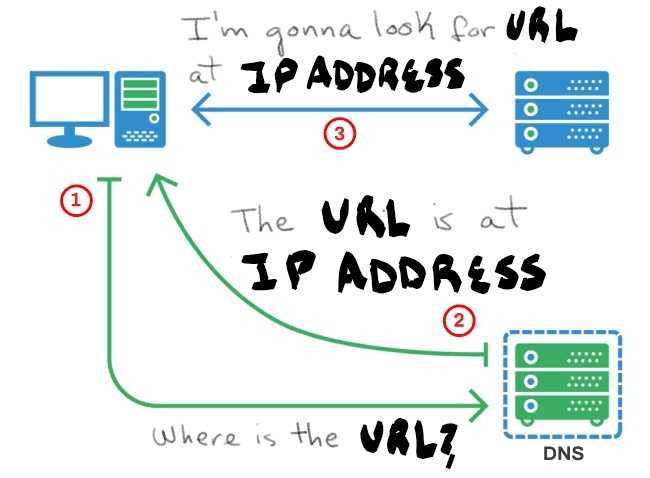 I'm gonna look for URL
at IP ADDRESS
3
1
The URL is at
IP ADDRESS
2
Where is the URL?
DNS